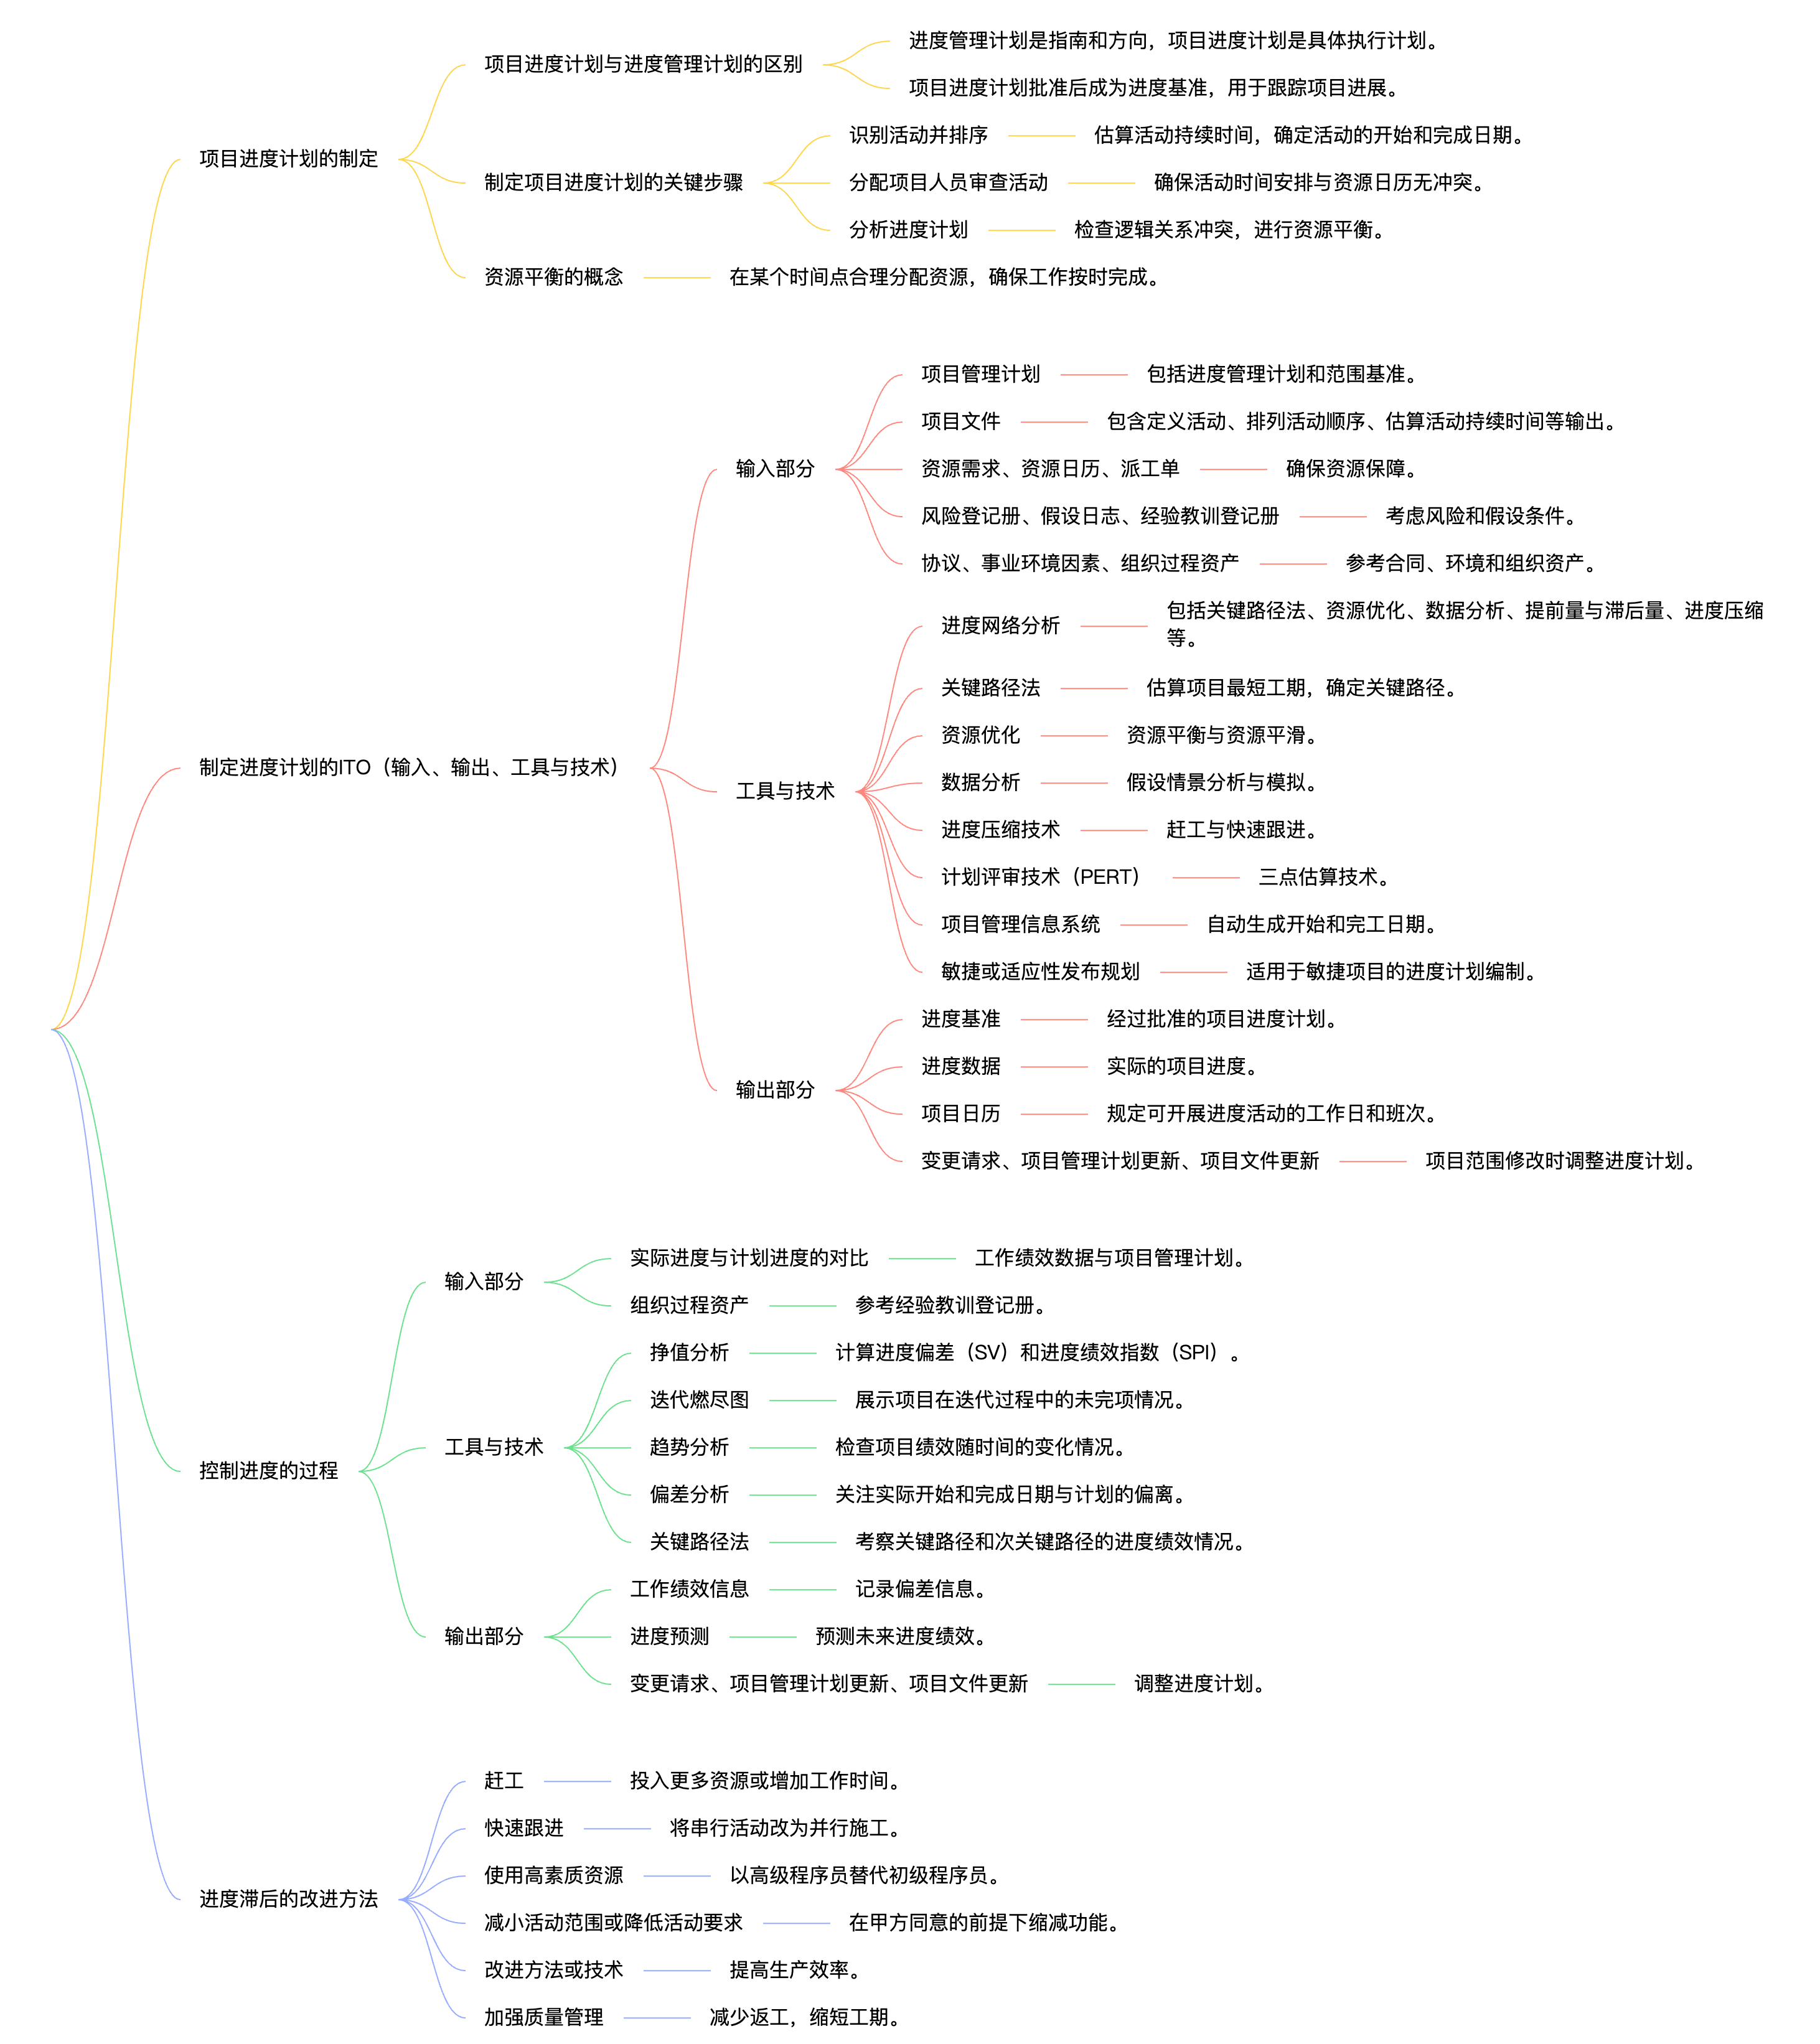 项目进度计划的制定
项目进度计划与进度管理计划的区别
进度管理计划是指南和方向，项目进度计划是具体执行计划。
项目进度计划批准后成为进度基准，用于跟踪项目进展。
制定项目进度计划的关键步骤
识别活动并排序
估算活动持续时间，确定活动的开始和完成日期。
分配项目人员审查活动
确保活动时间安排与资源日历无冲突。
分析进度计划
检查逻辑关系冲突，进行资源平衡。
资源平衡的概念
在某个时间点合理分配资源，确保工作按时完成。
制定进度计划的ITO（输入、输出、工具与技术）
输入部分
项目管理计划
包括进度管理计划和范围基准。
项目文件
包含定义活动、排列活动顺序、估算活动持续时间等输出。
资源需求、资源日历、派工单
确保资源保障。
风险登记册、假设日志、经验教训登记册
考虑风险和假设条件。
协议、事业环境因素、组织过程资产
参考合同、环境和组织资产。
工具与技术
进度网络分析
包括关键路径法、资源优化、数据分析、提前量与滞后量、进度压缩
等。
关键路径法
估算项目最短工期，确定关键路径。
资源优化
资源平衡与资源平滑。
数据分析
假设情景分析与模拟。
进度压缩技术
赶工与快速跟进。
计划评审技术（PERT）
三点估算技术。
项目管理信息系统
自动生成开始和完工日期。
敏捷或适应性发布规划
适用于敏捷项目的进度计划编制。
输出部分
进度基准
经过批准的项目进度计划。
进度数据
实际的项目进度。
项目日历
规定可开展进度活动的工作日和班次。
变更请求、项目管理计划更新、项目文件更新
项目范围修改时调整进度计划。
控制进度的过程
输入部分
实际进度与计划进度的对比
工作绩效数据与项目管理计划。
组织过程资产
参考经验教训登记册。
工具与技术
挣值分析
计算进度偏差（SV）和进度绩效指数（SPI）。
迭代燃尽图
展示项目在迭代过程中的未完项情况。
趋势分析
检查项目绩效随时间的变化情况。
偏差分析
关注实际开始和完成日期与计划的偏离。
关键路径法
考察关键路径和次关键路径的进度绩效情况。
输出部分
工作绩效信息
记录偏差信息。
进度预测
预测未来进度绩效。
变更请求、项目管理计划更新、项目文件更新
调整进度计划。
进度滞后的改进方法
赶工
投入更多资源或增加工作时间。
快速跟进
将串行活动改为并行施工。
使用高素质资源
以高级程序员替代初级程序员。
减小活动范围或降低活动要求
在甲方同意的前提下缩减功能。
改进方法或技术
提高生产效率。
加强质量管理
减少返工，缩短工期。